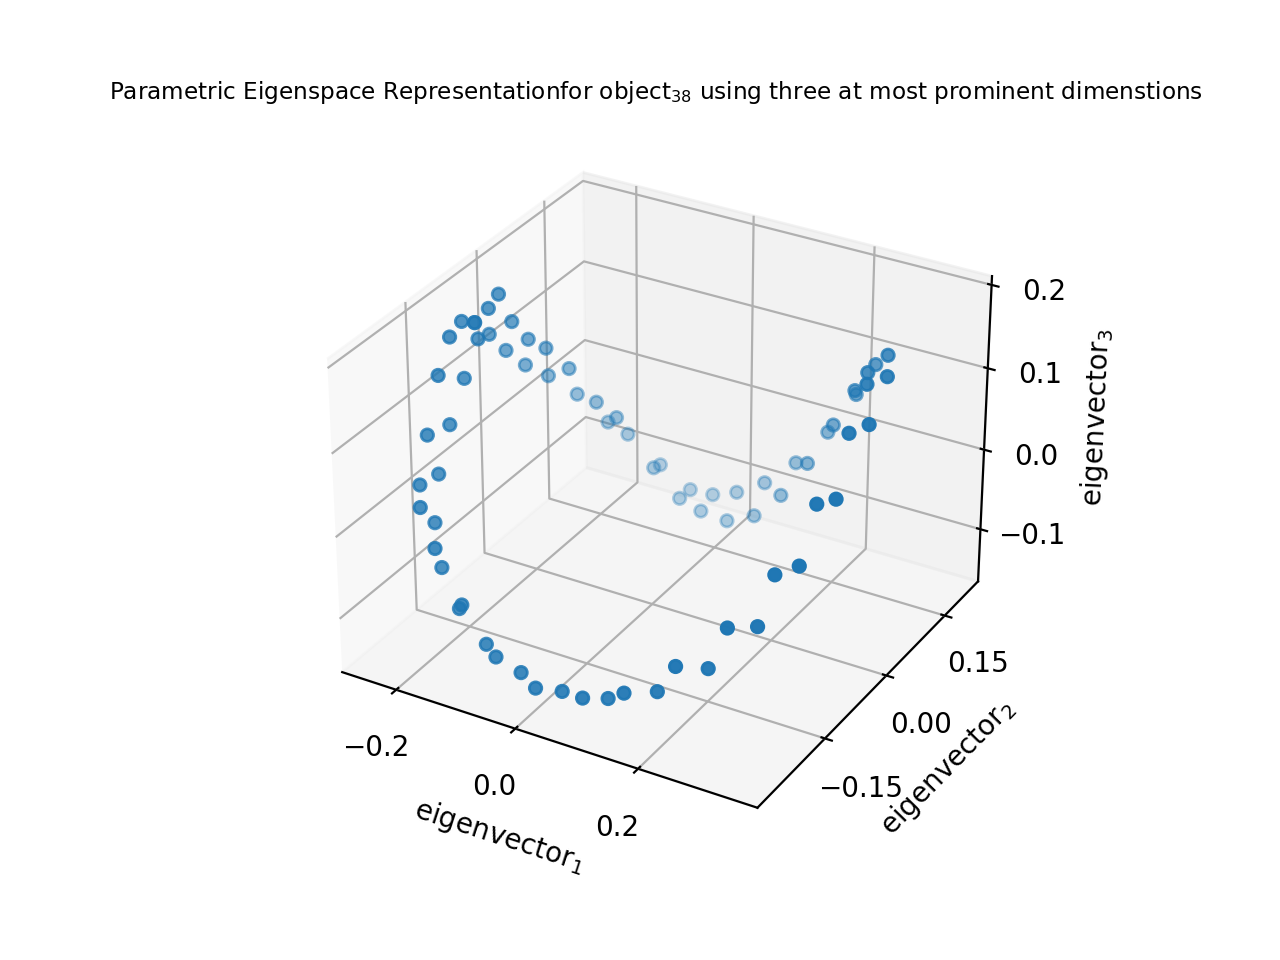 Parametric Eigenspace Representationfor object₃₈ using three at most prominent dimenstions
0.2
0.1
0.0
−0.1
eigenvector₃
0.15
0.00
−0.15
eigenvector₂
−0.2
0.0
0.2
eigenvector₁